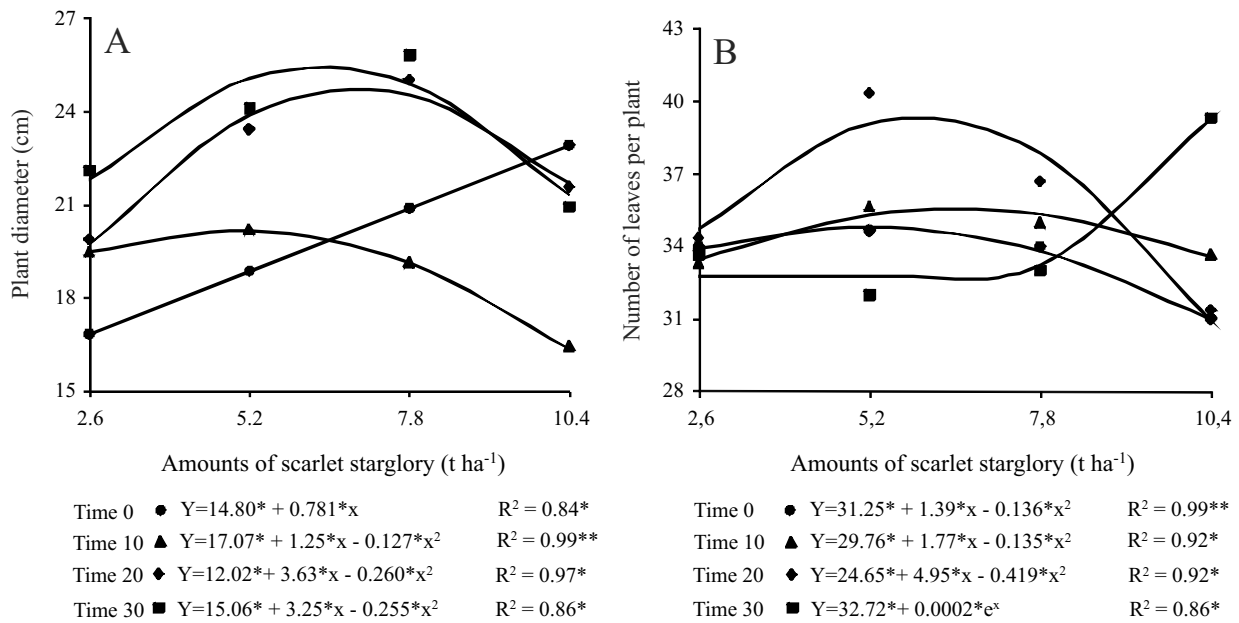 A
Plant diameter (cm)
27
24
21
18
15
2.6
5.2
7.8
10.4
Amounts of scarlet starglory (t ha⁻¹)
Time 0 ● Y=14.80* + 0.781*x R² = 0.84*
Time 10 ▲ Y=17.07* + 1.25*x - 0.127*x² R² = 0.99**
Time 20 ◆ Y=12.02*+ 3.63*x - 0.260*x² R² = 0.97*
Time 30 ■ Y=15.06* + 3.25*x - 0.255*x² R² = 0.86*
B
Number of leaves per plant
43
40
37
34
31
28
2,6
5,2
7,8
10,4
Amounts of scarlet starglory (t ha⁻¹)
Time 0 ● Y=31.25* + 1.39*x - 0.136*x² R² = 0.99**
Time 10 ▲ Y=29.76* + 1.77*x - 0.135*x² R² = 0.92*
Time 20 ◆ Y=24.65*+ 4.95*x - 0.419*x² R² = 0.92*
Time 30 ■ Y=32.72*+ 0.0002*eˣ R² = 0.86*